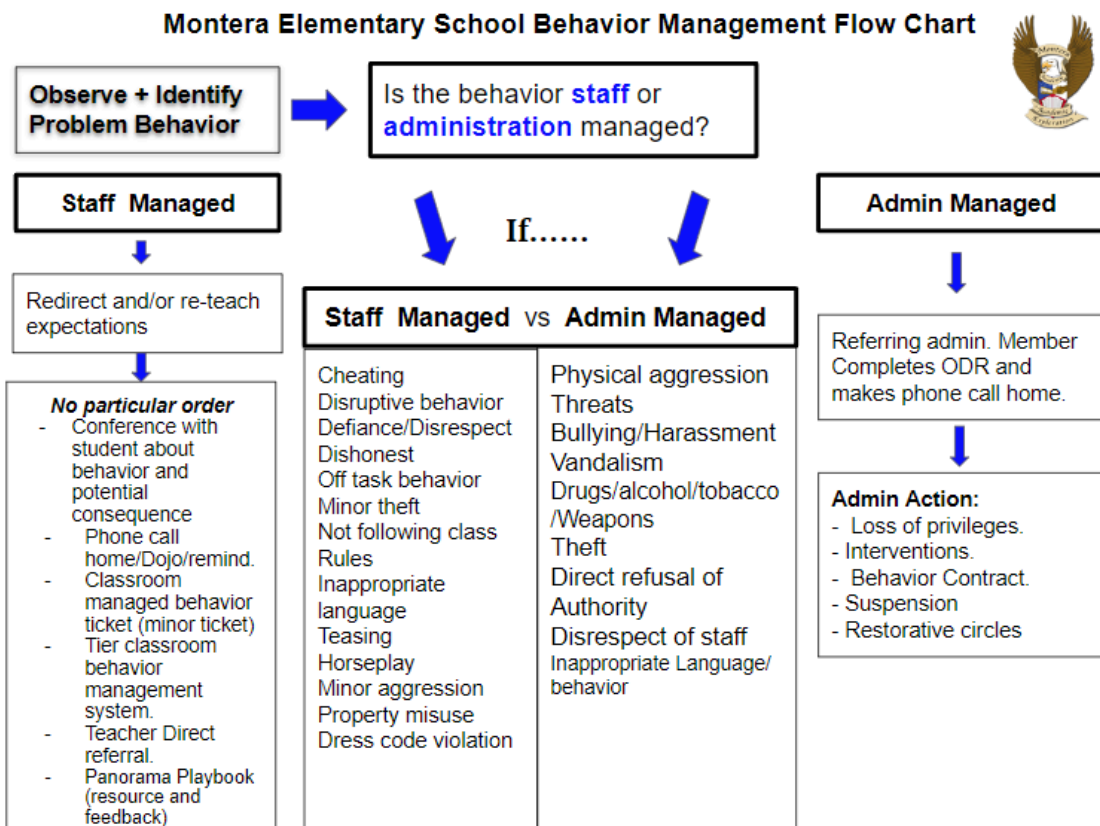 Montera Elementary School Behavior Management Flow Chart
Montera
Observe + Identify
Problem Behavior
Is the behavior staff or
administration managed?
Staff  Managed
If......
Admin Managed
Redirect and/or re-teach
expectations
No particular order
- Conference with
student about
behavior and
potential
consequence
- Phone call
home/Dojo/remind.
- Classroom
managed behavior
ticket (minor ticket)
- Tier classroom
behavior
management
system.
- Teacher Direct
referral.
- Panorama Playbook
(resource and
feedback)
Staff  Managed vs Admin Managed
Cheating
Disruptive behavior
Defiance/Disrespect
Dishonest
Off task behavior
Minor theft
Not following class
Rules
Inappropriate
language
Teasing
Horseplay
Minor aggression
Property misuse
Dress code violation
Physical aggression
Threats
Bullying/Harassment
Vandalism
Drugs/alcohol/tobacco
/Weapons
Theft
Direct refusal of
Authority
Disrespect of staff
Inappropriate Language/
behavior
Referring admin. Member
Completes ODR and
makes phone call home.
Admin Action:
- Loss of privileges.
- Interventions.
- Behavior Contract.
- Suspension
- Restorative circles